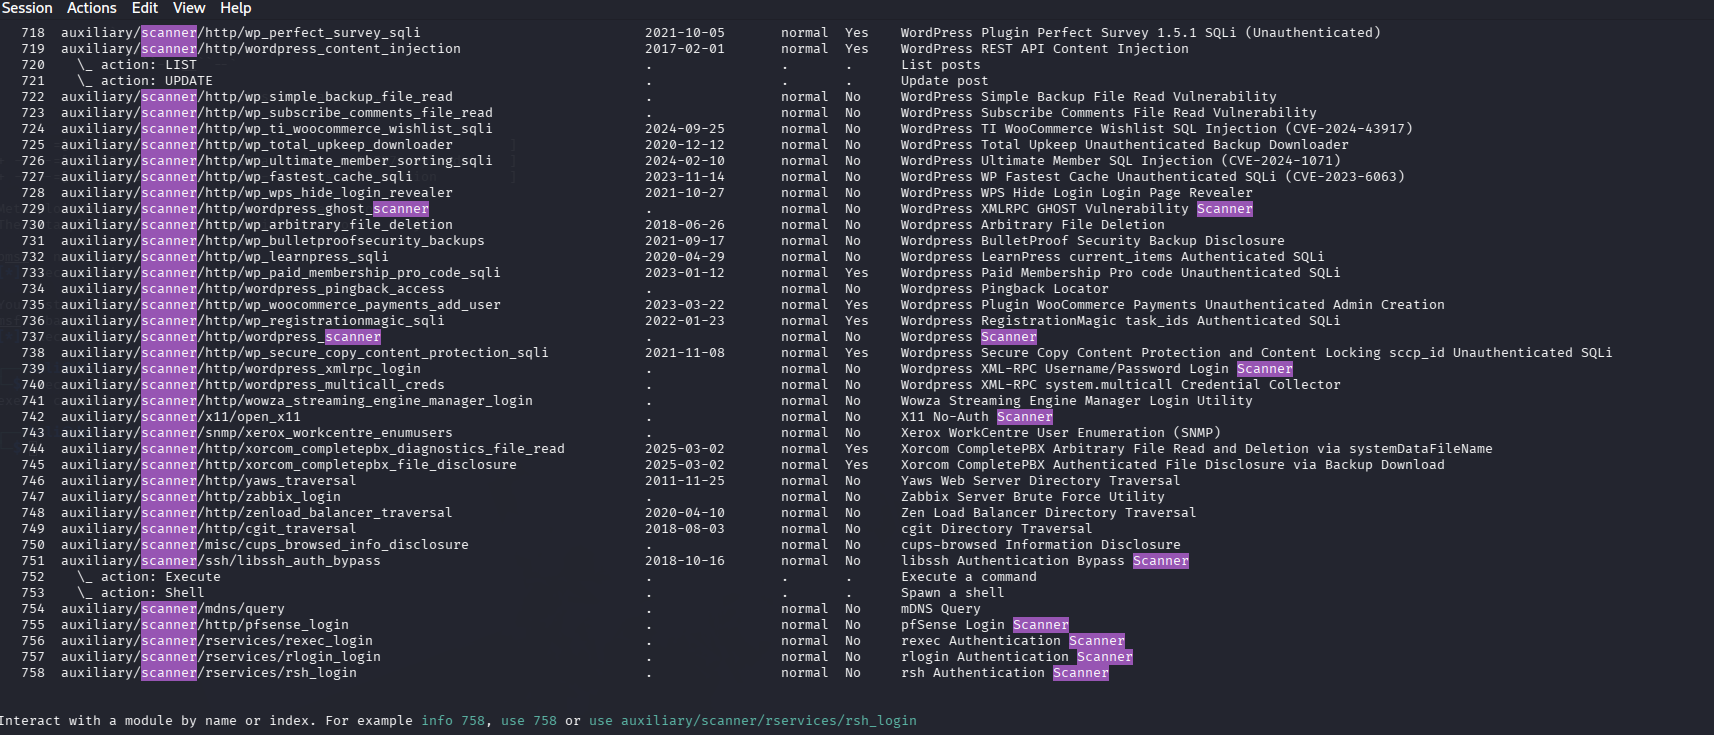 Session Actions Edit View Help
718 auxiliary/scanner/http/wp_perfect_survey_sqli 2021-10-05 normal Yes WordPress Plugin Perfect Survey 1.5.1 SQLi (Unauthenticated)
719 auxiliary/scanner/http/wordpress_content_injection 2017-02-01 normal Yes WordPress REST API Content Injection
720 \_ action: LIST . . . List posts
721 \_ action: UPDATE . . . Update post
722 auxiliary/scanner/http/wp_simple_backup_file_read . normal No WordPress Simple Backup File Read Vulnerability
723 auxiliary/scanner/http/wp_subscribe_comments_file_read . normal No WordPress Subscribe Comments File Read Vulnerability
724 auxiliary/scanner/http/wp_ti_woocommerce_wishlist_sqli 2024-09-25 normal No WordPress TI WooCommerce Wishlist SQL Injection (CVE-2024-43917)
725 auxiliary/scanner/http/wp_total_upkeep_downloader 2020-12-12 normal No WordPress Total Upkeep Unauthenticated Backup Downloader
726 auxiliary/scanner/http/wp_ultimate_member_sorting_sqli 2024-02-10 normal No WordPress Ultimate Member SQL Injection (CVE-2024-1071)
727 auxiliary/scanner/http/wp_fastest_cache_sqli 2023-11-14 normal No WordPress WP Fastest Cache Unauthenticated SQLi (CVE-2023-6063)
728 auxiliary/scanner/http/wp_wps_hide_login_revealer 2021-10-27 normal No WordPress WPS Hide Login Login Page Revealer
729 auxiliary/scanner/http/wordpress_ghost_scanner . normal No WordPress XMLRPC GHOST Vulnerability Scanner
730 auxiliary/scanner/http/wp_arbitrary_file_deletion 2018-06-26 normal No Wordpress Arbitrary File Deletion
731 auxiliary/scanner/http/wp_bulletproofsecurity_backups 2021-09-17 normal No Wordpress BulletProof Security Backup Disclosure
732 auxiliary/scanner/http/wp_learnpress_sqli 2020-04-29 normal No Wordpress LearnPress current_items Authenticated SQLi
733 auxiliary/scanner/http/wp_paid_membership_pro_code_sqli 2023-01-12 normal Yes Wordpress Paid Membership Pro code Unauthenticated SQLi
734 auxiliary/scanner/http/wordpress_pingback_access . normal No Wordpress Pingback Locator
735 auxiliary/scanner/http/wp_woocommerce_payments_add_user 2023-03-22 normal Yes Wordpress Plugin WooCommerce Payments Unauthenticated Admin Creation
736 auxiliary/scanner/http/wp_registrationmagic_sqli 2022-01-23 normal Yes Wordpress RegistrationMagic task_ids Authenticated SQLi
737 auxiliary/scanner/http/wordpress_scanner . normal No Wordpress Scanner
738 auxiliary/scanner/http/wp_secure_copy_content_protection_sqli 2021-11-08 normal Yes Wordpress Secure Copy Content Protection and Content Locking sccp_id Unauthenticated SQLi
739 auxiliary/scanner/http/wordpress_xmlrpc_login . normal No Wordpress XML-RPC Username/Password Login Scanner
740 auxiliary/scanner/http/wordpress_multicall_creds . normal No Wordpress XML-RPC system.multicall Credential Collector
741 auxiliary/scanner/http/wowza_streaming_engine_manager_login . normal No Wowza Streaming Engine Manager Login Utility
742 auxiliary/scanner/x11/open_x11 . normal No X11 No-Auth Scanner
743 auxiliary/scanner/snmp/xerox_workcentre_enumusers . normal No Xerox WorkCentre User Enumeration (SNMP)
744 auxiliary/scanner/http/xorcom_completepbx_diagnostics_file_read 2025-03-02 normal Yes Xorcom CompletePBX Arbitrary File Read and Deletion via systemDataFileName
745 auxiliary/scanner/http/xorcom_completepbx_file_disclosure 2025-03-02 normal Yes Xorcom CompletePBX Authenticated File Disclosure via Backup Download
746 auxiliary/scanner/http/yaws_traversal 2011-11-25 normal No Yaws Web Server Directory Traversal
747 auxiliary/scanner/http/zabbix_login . normal No Zabbix Server Brute Force Utility
748 auxiliary/scanner/http/zenload_balancer_traversal 2020-04-10 normal No Zen Load Balancer Directory Traversal
749 auxiliary/scanner/http/cgit_traversal 2018-08-03 normal No cgit Directory Traversal
750 auxiliary/scanner/misc/cups_browsed_info_disclosure . normal No cups-browsed Information Disclosure
751 auxiliary/scanner/ssh/libssh_auth_bypass 2018-10-16 normal No libssh Authentication Bypass Scanner
752 \_ action: Execute . . . Execute a command
753 \_ action: Shell . . . Spawn a shell
754 auxiliary/scanner/mdns/query . normal No mDNS Query
755 auxiliary/scanner/http/pfsense_login . normal No pfSense Login Scanner
756 auxiliary/scanner/rservices/rexec_login . normal No rexec Authentication Scanner
757 auxiliary/scanner/rservices/rlogin_login . normal No rlogin Authentication Scanner
758 auxiliary/scanner/rservices/rsh_login . normal No rsh Authentication Scanner
Interact with a module by name or index. For example info 758, use 758 or use auxiliary/scanner/rservices/rsh_login